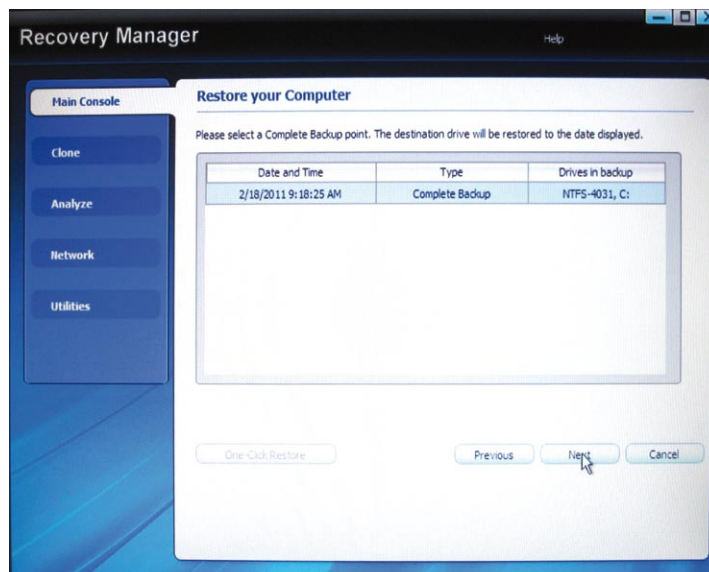 Recovery Manager
Help
Main Console
Clone
Analyze
Network
Utilities
Restore your Computer
Please select a Complete Backup point. The destination drive will be restored to the date displayed.
Date and Time Type Drives in backup
2/18/2011 9:18:25 AM Complete Backup NTFS-4031, C:
One-Click Restore Previous Next Cancel